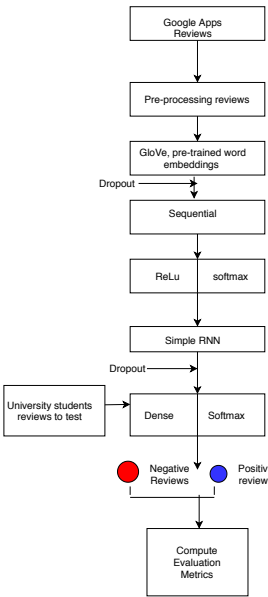 Google Apps
Reviews
Pre-processing reviews
GloVe, pre-trained word
embeddings
Dropout
Sequential
ReLu softmax
Simple RNN
Dropout
University students
reviews to test
Dense Softmax
Negative
Reviews
Positiv
review
Compute
Evaluation
Metrics